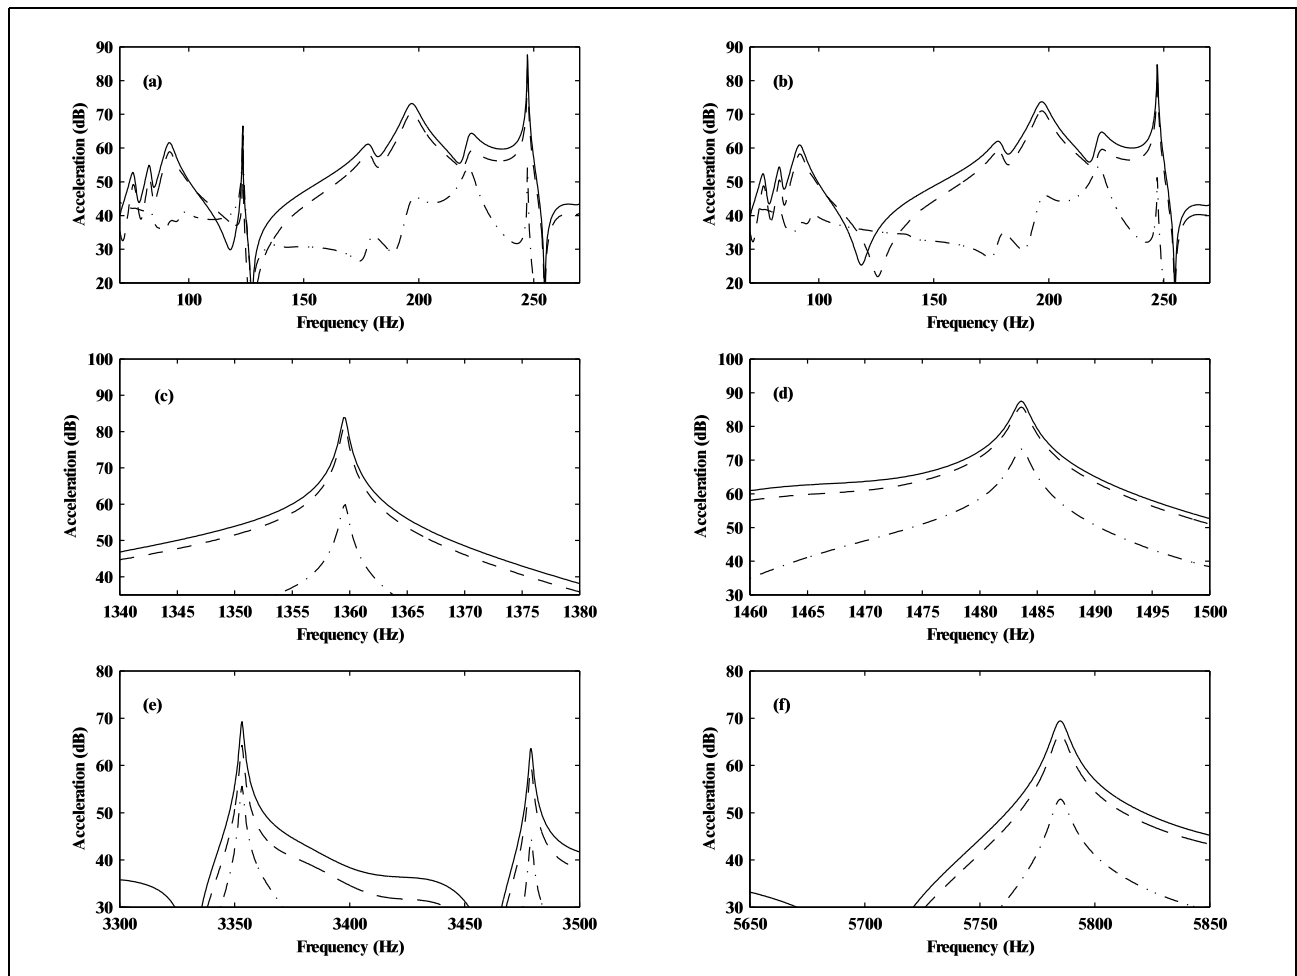 90
80
70
60
50
40
30
20
(a)
Acceleration (dB)
100 150 200 250
Frequency (Hz)
90
80
70
60
50
40
30
20
(b)
Acceleration (dB)
100 150 200 250
Frequency (Hz)
100
90
80
70
60
50
40
(c)
Acceleration (dB)
1340 1345 1350 1355 1360 1365 1370 1375 1380
Frequency (Hz)
100
90
80
70
60
50
40
30
(d)
Acceleration (dB)
1460 1465 1470 1475 1480 1485 1490 1495 1500
Frequency (Hz)
80
70
60
50
40
30
(e)
Acceleration (dB)
3300 3350 3400 3450 3500
Frequency (Hz)
80
70
60
50
40
30
(f)
Acceleration (dB)
5650 5700 5750 5800 5850
Frequency (Hz)